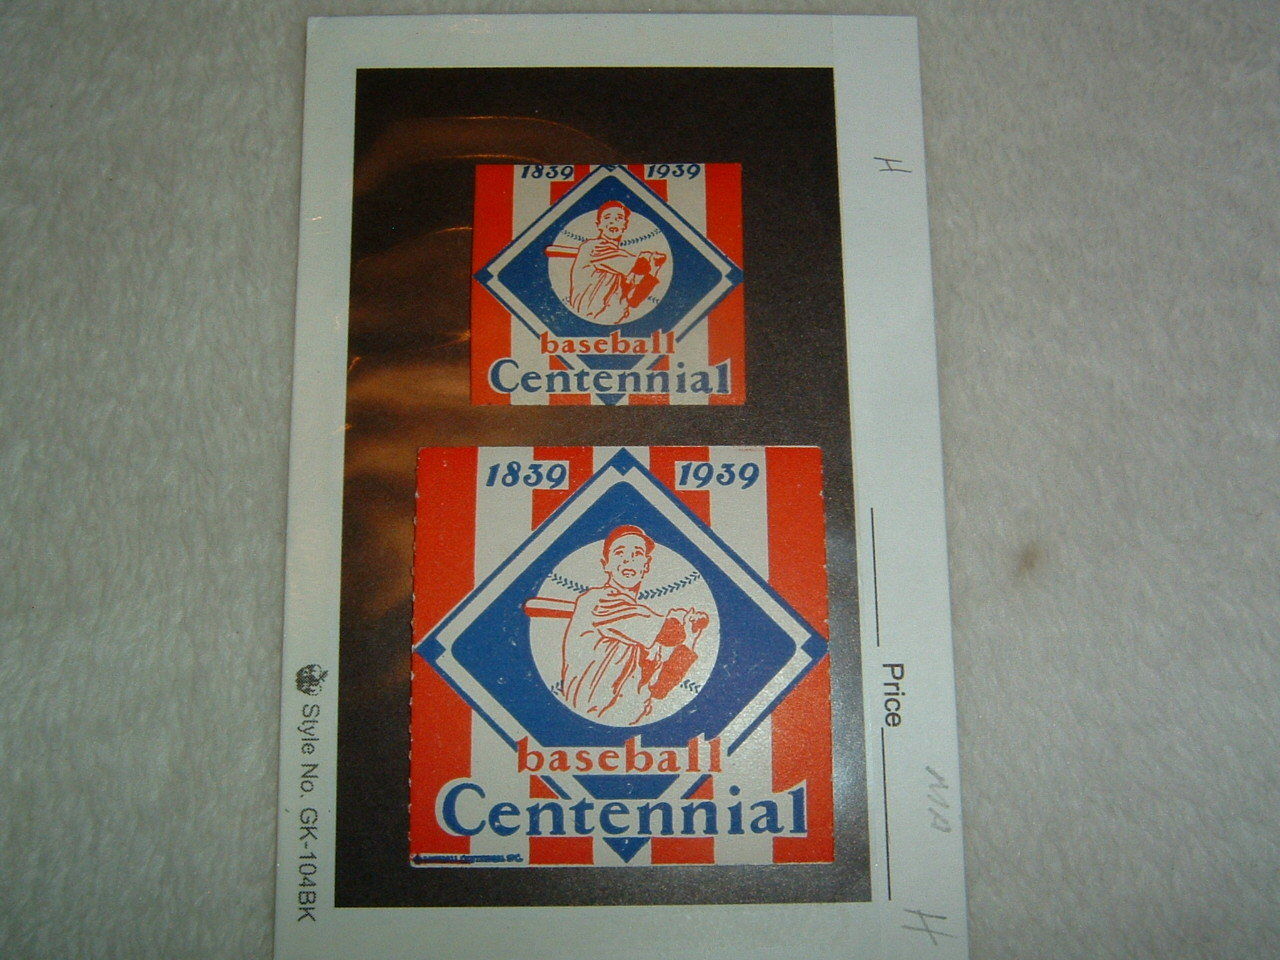 1839 1939
baseball
Centennial
1839 1939
baseball
Centennial
Price
Style No. GK-104BK
H
H